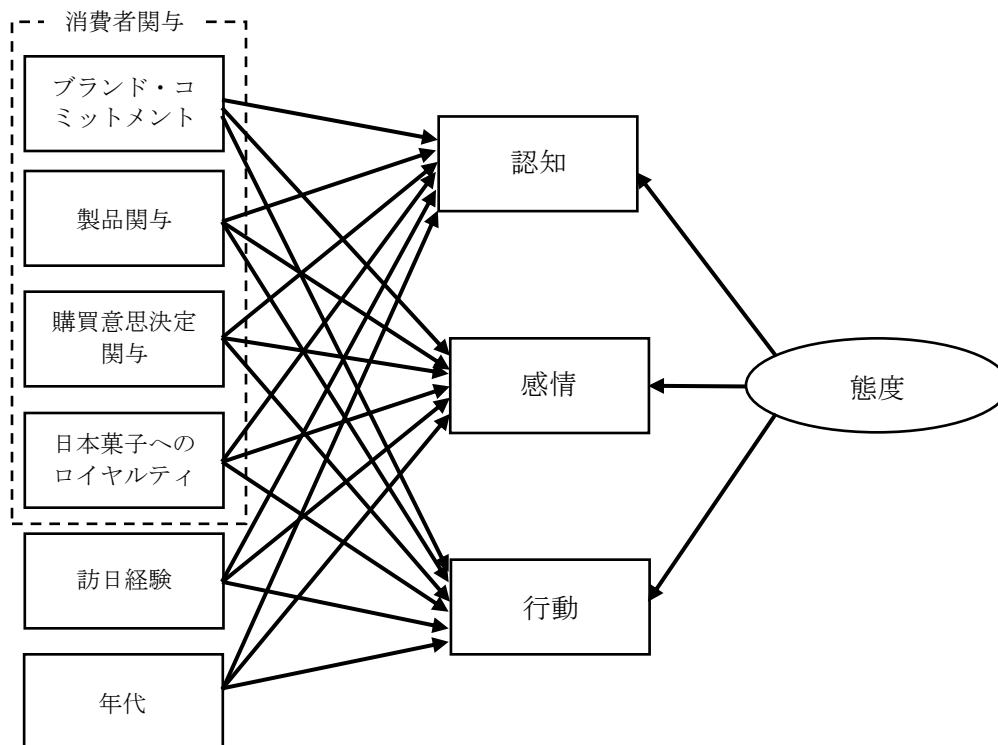 消費者関与
ブランド・コ
ミットメント
製品関与
購買意思決定
関与
日本菓子への
ロイヤルティ
訪日経験
年代
認知
感情
行動
態度